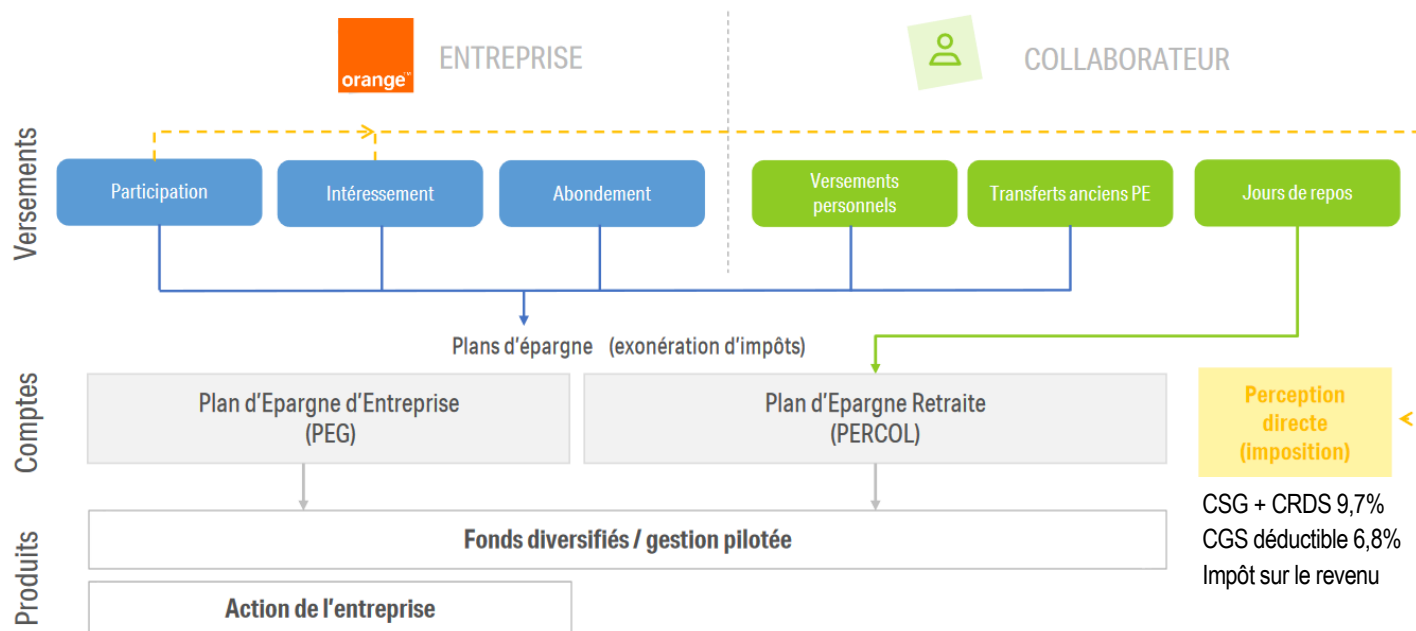 orange™
ENTREPRISE
COLLABORATEUR
Versements
Participation
Intéressement
Abondement
Versements
personnels
Transferts anciens PE
Jours de repos
Plans d'épargne (exonération d'impôts)
Comptes
Plan d'Epargne d'Entreprise
(PEG)
Plan d'Epargne Retraite
(PERCOL)
Perception
directe
(imposition)
CSG + CRDS 9,7%
CGS déductible 6,8%
Impôt sur le revenu
Produits
Fonds diversifiés / gestion pilotée
Action de l'entreprise